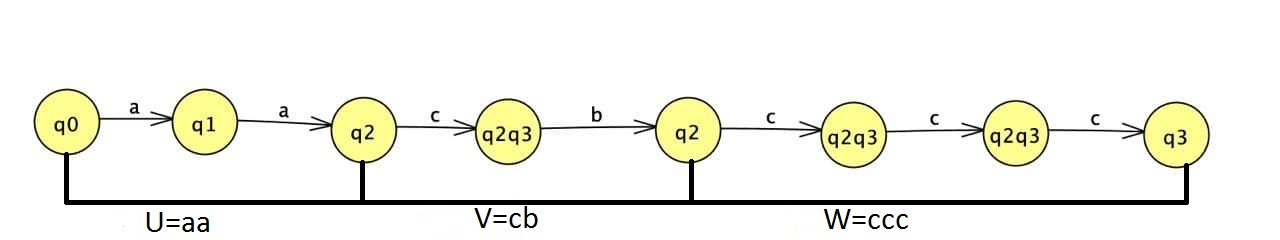 a a c b c c c
q0 q1 q2 q2q3 q2 q2q3 q2q3 q3
U=aa V=cb W=ccc